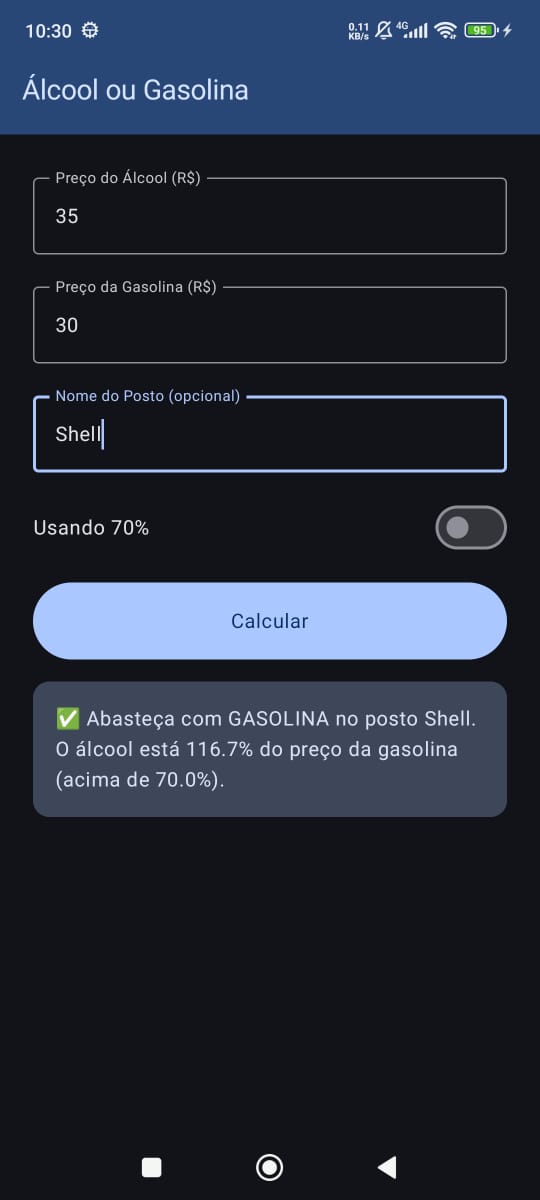 10:30
0.11 KB/s 4G 95
Álcool ou Gasolina
Preço do Álcool (R$)
35
Preço da Gasolina (R$)
30
Nome do Posto (opcional)
Shell
Usando 70%
Calcular
✅ Abasteça com GASOLINA no posto Shell.
O álcool está 116.7% do preço da gasolina
(acima de 70.0%).